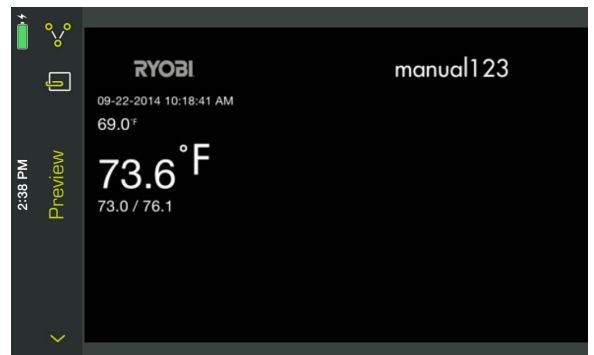 2:38 PM
Preview
RYOBI
manual123
09-22-2014 10:18:41 AM
69.0°F
73.6°F
73.0 / 76.1